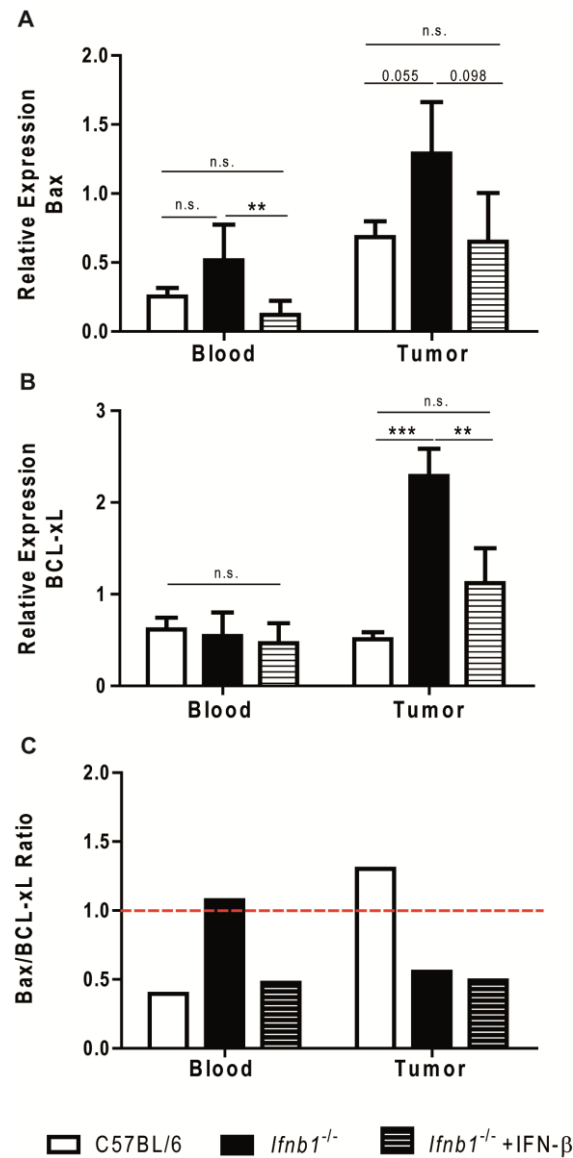 A
n.s.
0.055 0.098
n.s.
n.s. **
Relative Expression
Bax
2.0
1.5
1.0
0.5
0.0
Blood Tumor
B
n.s.
*** **
n.s.
Relative Expression
BCL-xL
3
2
1
0
Blood Tumor
C
Bax/BCL-xL Ratio
2.0
1.5
1.0
0.5
0.0
Blood Tumor
C57BL/6 Ifnb1-/- Ifnb1-/- +IFN-β